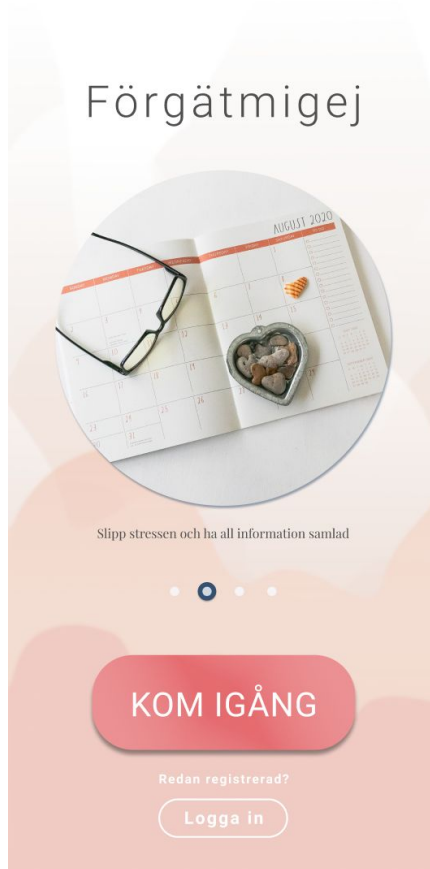 Förgätmigej
AUGUST 2020
Slipp stressen och ha all information samlad
KOM IGÅNG
Redan registrerad?
Logga in